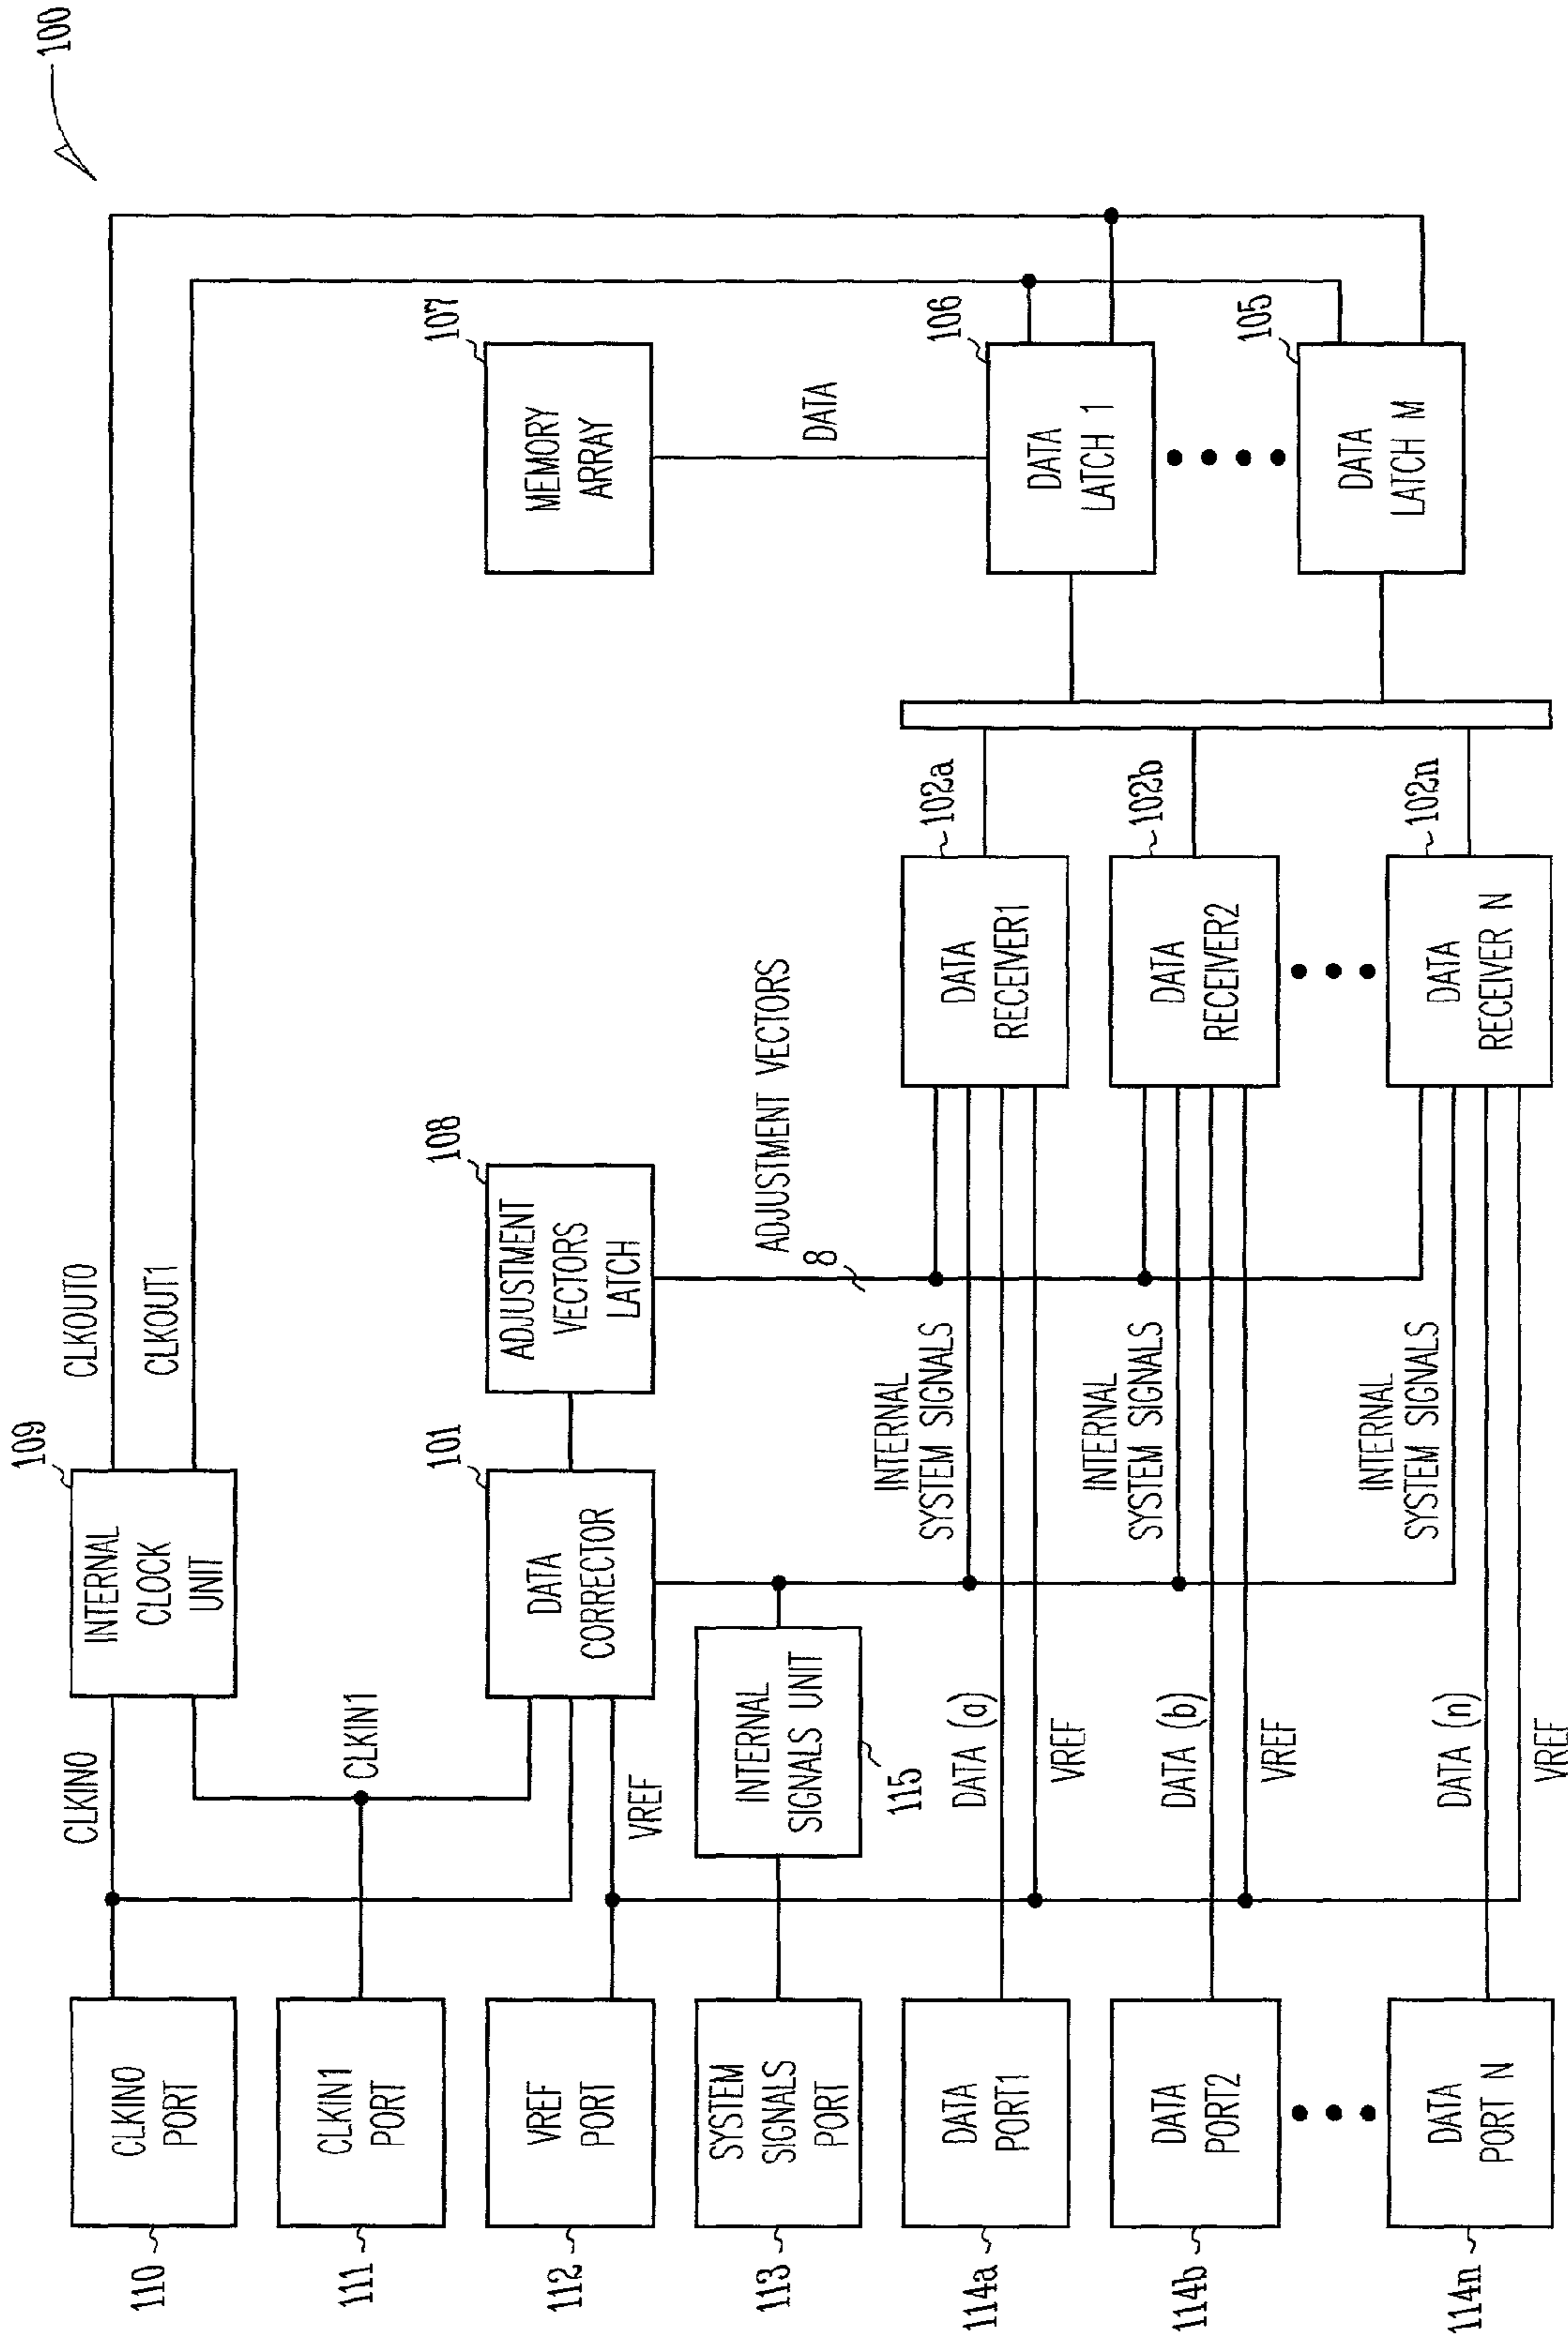 100
110
CLKIN0
PORT
CLKIN0
109
INTERNAL
CLOCK
UNIT
CLKOUT0
CLKOUT1
111
CLKIN1
PORT
CLKIN1
112
VREF
PORT
VREF
101
DATA
CORRECTOR
108
ADJUSTMENT
VECTORS
LATCH
107
MEMORY
ARRAY
113
SYSTEM
SIGNALS
PORT
INTERNAL
SIGNALS UNIT
115
8
ADJUSTMENT VECTORS
DATA
114a
DATA
PORT1
DATA (a)
VREF
INTERNAL
SYSTEM SIGNALS
DATA
RECEIVER1
102a
106
DATA
LATCH 1
114b
DATA
PORT2
DATA (b)
VREF
INTERNAL
SYSTEM SIGNALS
DATA
RECEIVER2
102b
105
DATA
LATCH M
114n
DATA
PORT N
DATA (n)
VREF
INTERNAL
SYSTEM SIGNALS
DATA
RECEIVER N
102n